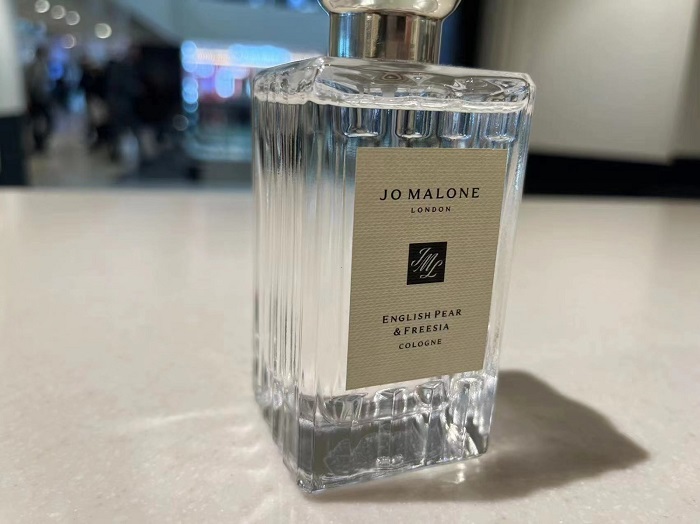 JO MALONE
LONDON
JML
ENGLISH PEAR
& FREESIA
COLOGNE